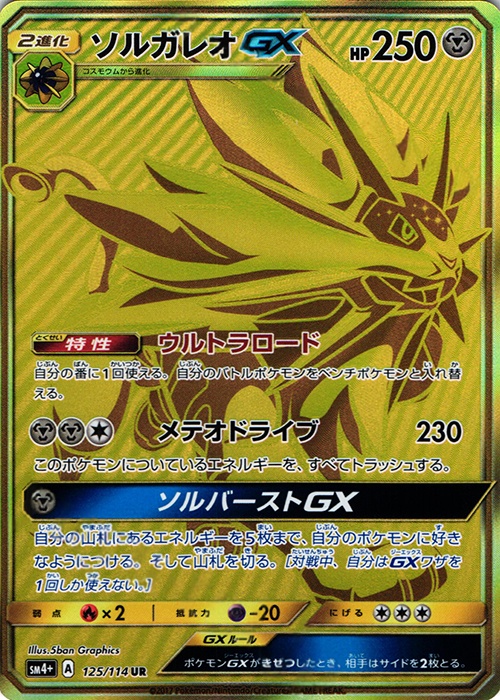 2進化 ソルガレオGX HP250
コスモウムから進化
とくせい
特性 ウルトラロード
自分の番に1回使える。自分のバトルポケモンをベンチポケモンと入れ替
える。
メテオドライブ 230
このポケモンについているエネルギーを、すべてトラッシュする。
ソルバーストGX
自分の山札にあるエネルギーを5枚まで、自分のポケモンに好き
なようにつける。そして山札を切る。[対戦中、自分はGXワザを
1回しか使えない。]
弱点 ×2 抵抗力 -20 にげる
GXルール
ポケモンGXがきぜつしたとき、相手はサイドを2枚とる。
Illus.5ban Graphics
SM4+ A 125/114 UR
©2017 Pokémon/Nintendo/Creatures/GAME FREAK.